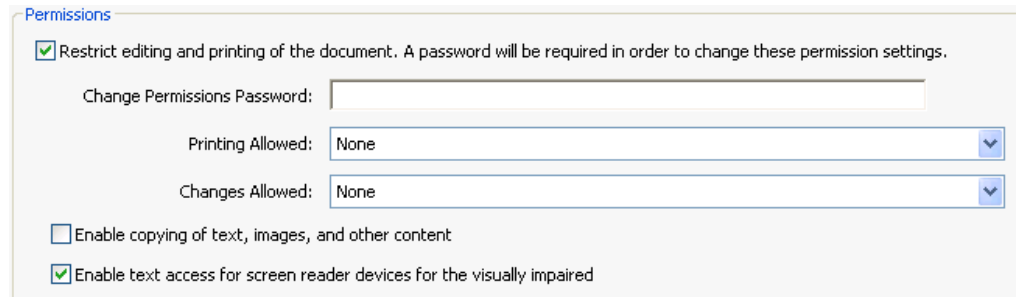 Permissions
Restrict editing and printing of the document. A password will be required in order to change these permission settings.
Change Permissions Password:
Printing Allowed: None
Changes Allowed: None
Enable copying of text, images, and other content
Enable text access for screen reader devices for the visually impaired